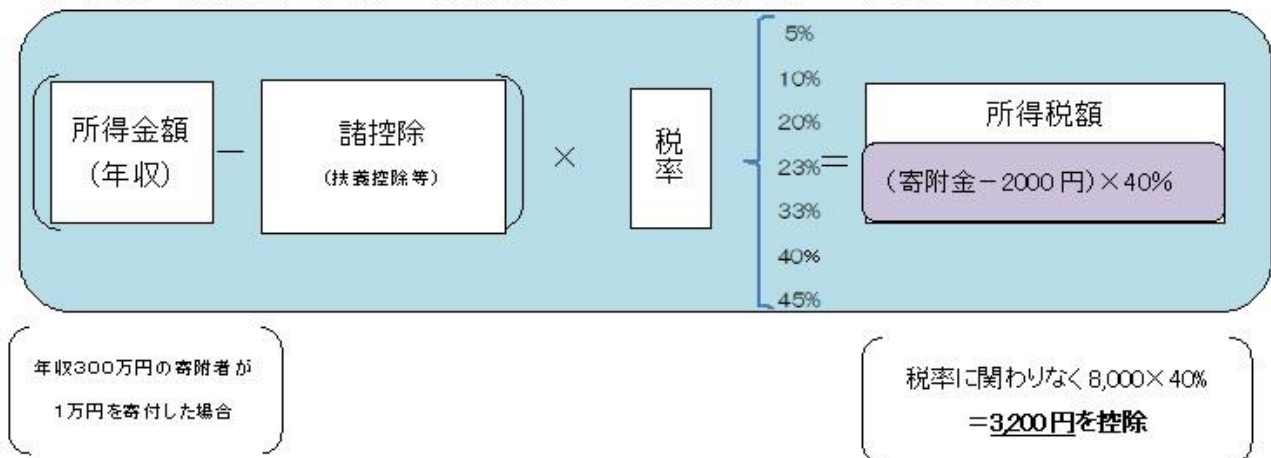 所得金額
(年収)
－
諸控除
(扶義控除等)
×
税率
5%
10%
20%
23%
33%
40%
45%
＝
所得税額
(寄附金－2000円)×40%
年収300万円の寄附者が
1万円を寄付した場合
税率に関わりなく8,000×40%
＝3,200円を控除